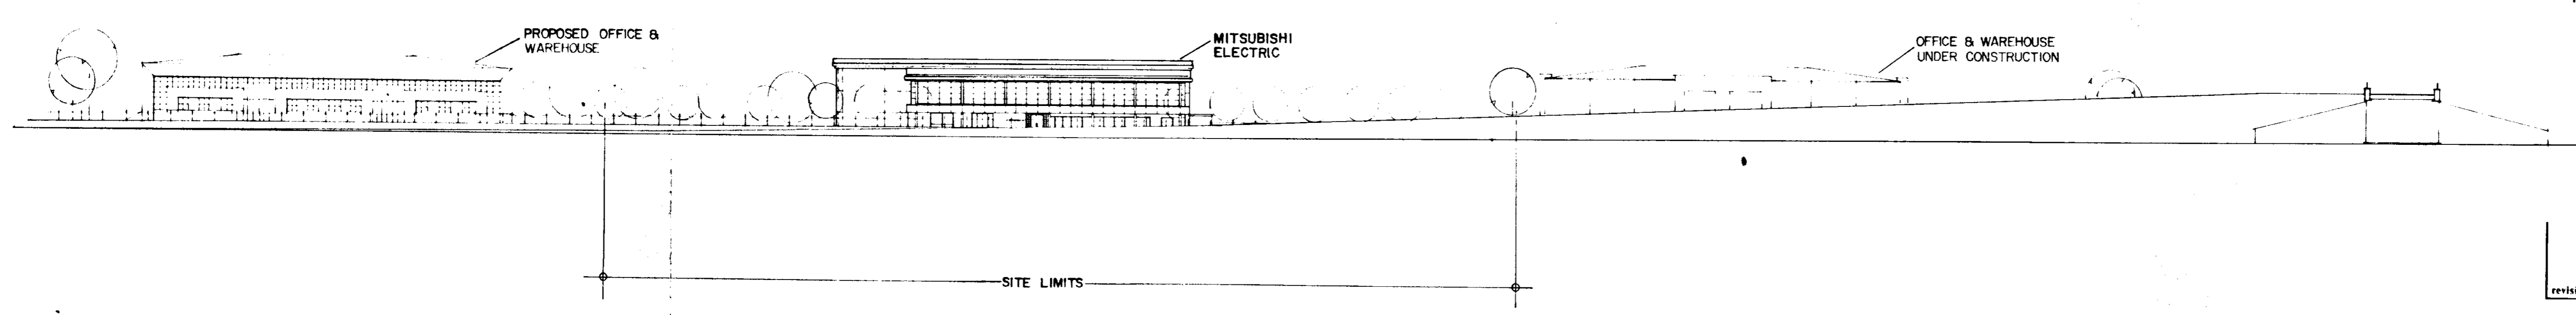 PROPOSED OFFICE &
WAREHOUSE
MITSUBISHI
ELECTRIC
OFFICE & WAREHOUSE
UNDER CONSTRUCTION
SITE LIMITS